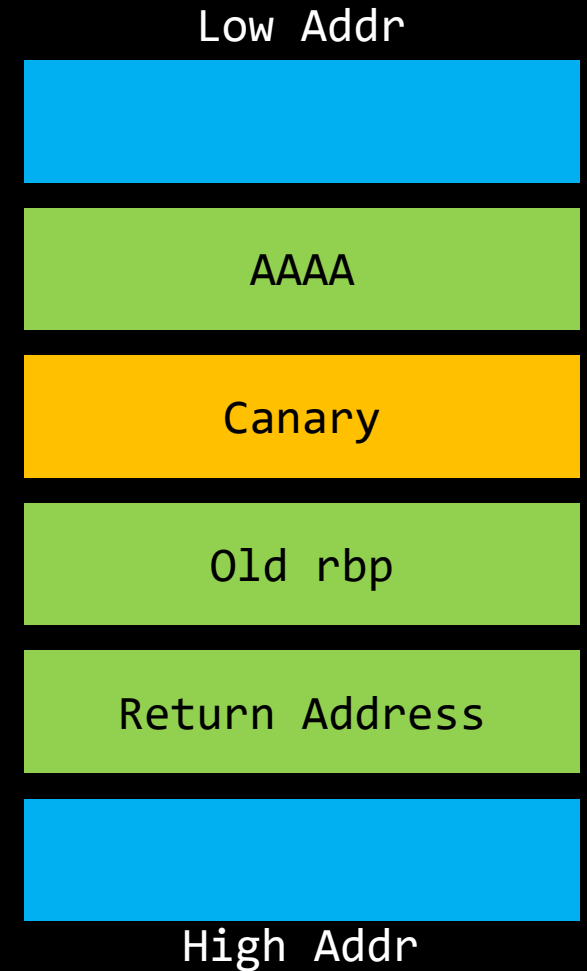 Low Addr
AAAA
Canary
Old rbp
Return Address
High Addr